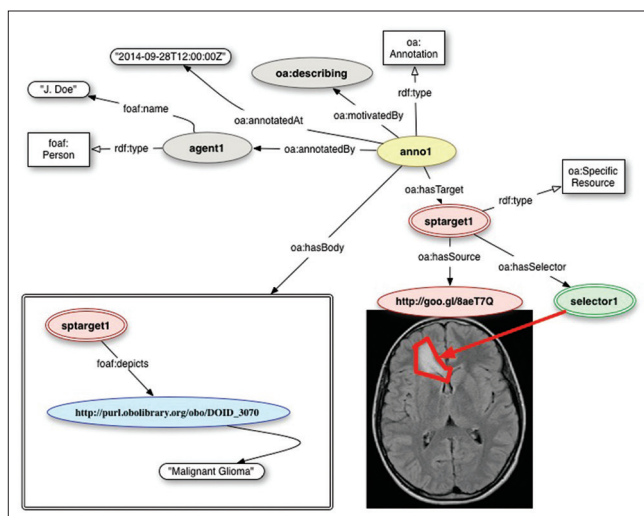 oa:
Annotation
"2014-09-28T12:00:00Z"
oa:describing
rdf:type
"J. Doe"
oa:motivatedBy
oa:annotatedAt
foaf:name
foaf:
Person
rdf:type
agent1
oa:annotatedBy
anno1
oa:Specific
Resource
oa:hasTarget
rdf:type
sptarget1
oa:hasBody
oa:hasSource
oa:hasSelector
http://goo.gl/8aeT7Q
selector1
sptarget1
foaf:depicts
http://purl.obolibrary.org/obo/DOID_3070
"Malignant Glioma"